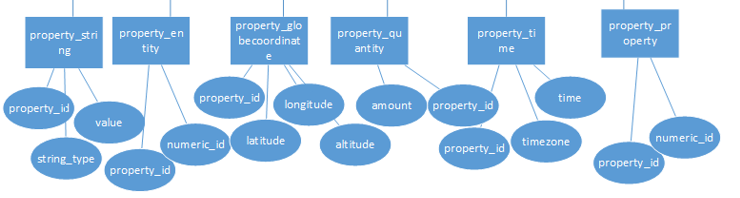 property_stri
ng
property_en
tity
property_glo
becoordinat
e
property_qu
antity
property_ti
me
property_pr
operty
property_id
value
string_type
property_id
numeric_id
property_id
latitude
longitude
altitude
amount
property_id
property_id
timezone
time
property_id
numeric_id